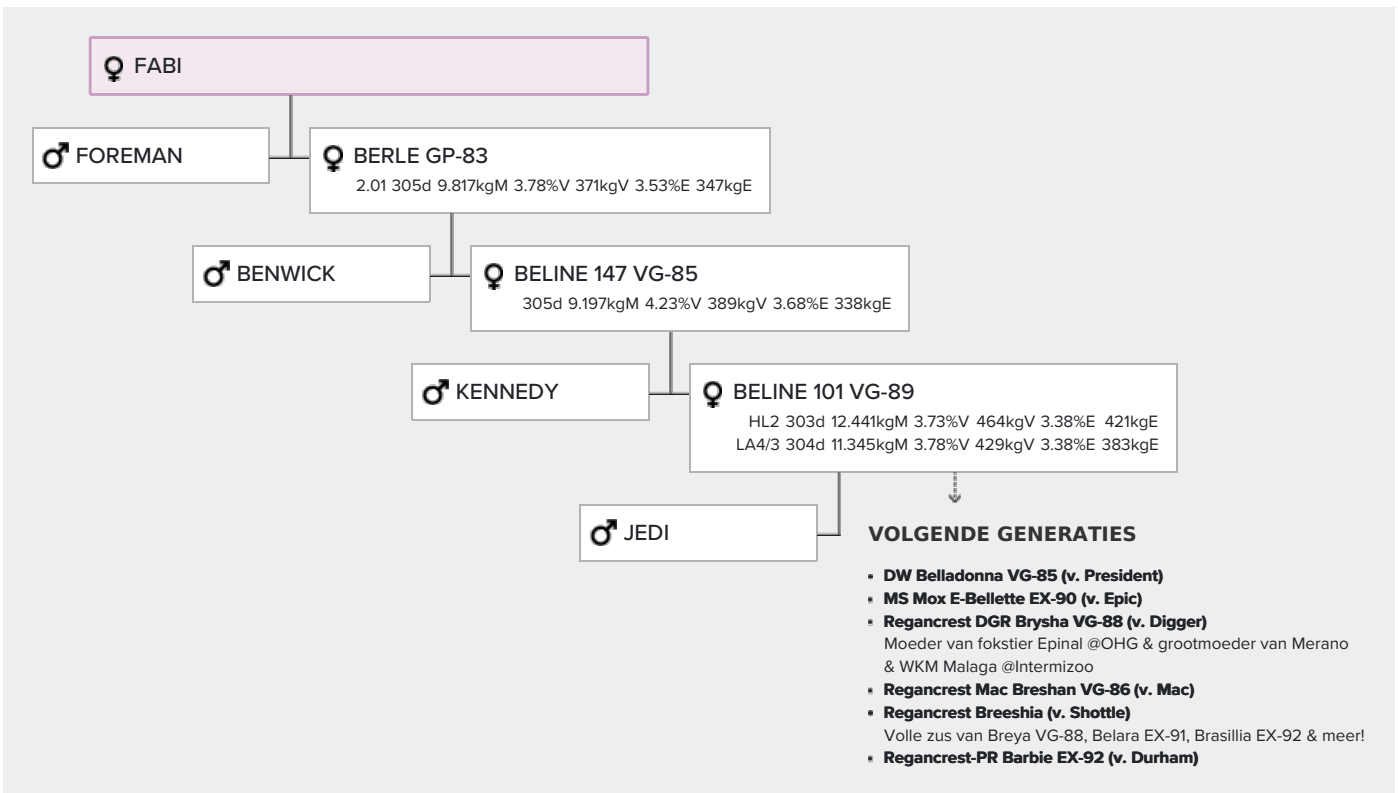 FABI
FOREMAN
BERLE GP-83
2.01 305d 9.817kgM 3.78%V 371kgV 3.53%E 347kgE
BENWICK
BELINE 147 VG-85
305d 9.197kgM 4.23%V 389kgV 3.68%E 338kgE
KENNEDY
BELINE 101 VG-89
HL2 303d 12.441kgM 3.73%V 464kgV 3.38%E 421kgE
LA4/3 304d 11.345kgM 3.78%V 429kgV 3.38%E 383kgE
JEDI
VOLGENDE GENERATIES
• DW Belladonna VG-85 (v. President)
• MS Mox E-Bellette EX-90 (v. Epic)
• Regancrest DGR Brysha VG-88 (v. Digger)
Moeder van fokstier Epinal @OHG & grootmoeder van Merano
& WKM Malaga @Intermizoo
• Regancrest Mac Breshan VG-86 (v. Mac)
• Regancrest Breeshia (v. Shottle)
Volle zus van Breya VG-88, Belara EX-91, Brasillia EX-92 & meer!
• Regancrest-PR Barbie EX-92 (v. Durham)